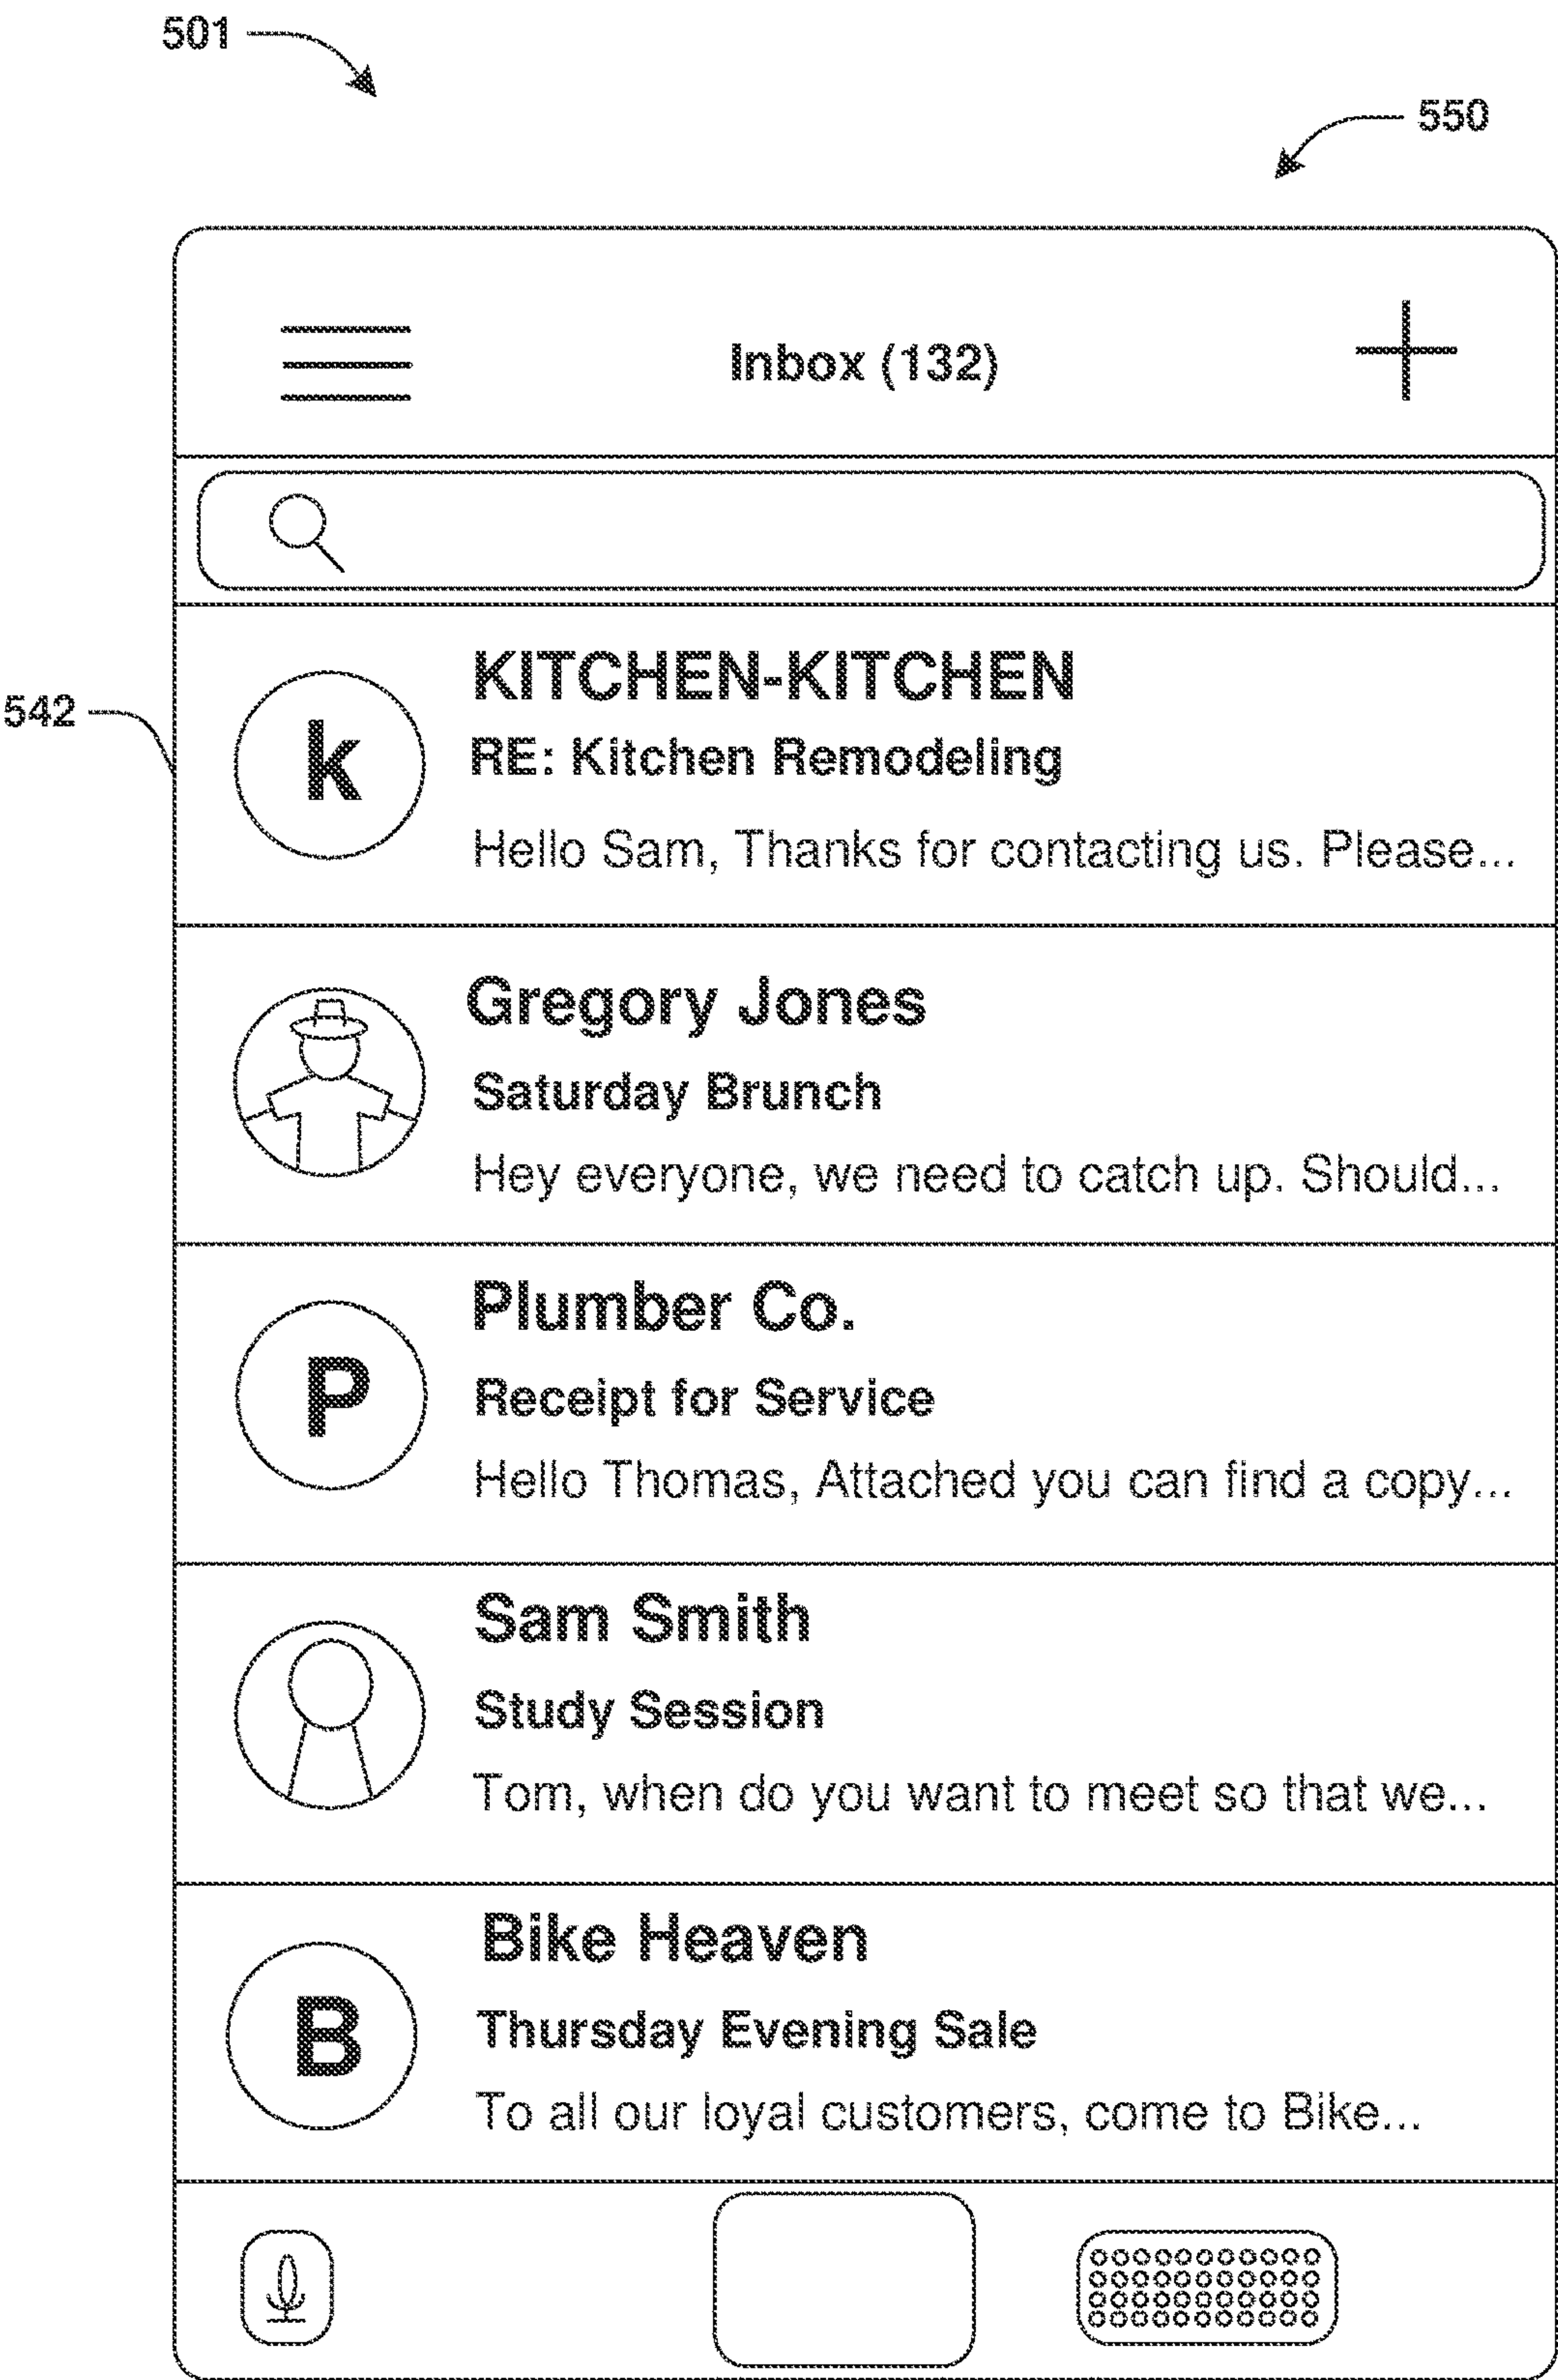 501
550
Inbox (132)
542
k
KITCHEN-KITCHEN
RE: Kitchen Remodeling
Hello Sam, Thanks for contacting us. Please...
Gregory Jones
Saturday Brunch
Hey everyone, we need to catch up. Should...
P
Plumber Co.
Receipt for Service
Hello Thomas, Attached you can find a copy...
Sam Smith
Study Session
Tom, when do you want to meet so that we...
B
Bike Heaven
Thursday Evening Sale
To all our loyal customers, come to Bike...